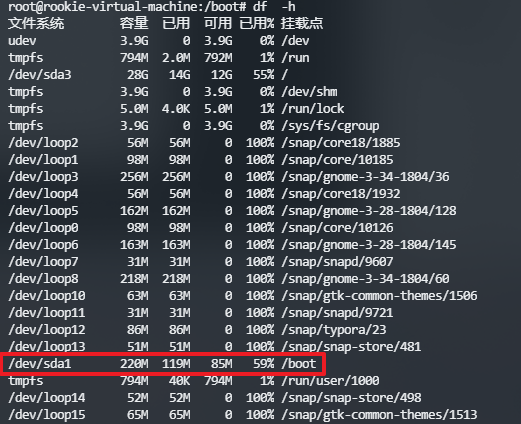 root@rookie-virtual-machine:/boot# df  -h
文件系统        容量  已用  可用 已用% 挂载点
udev            3.9G     0  3.9G    0% /dev
tmpfs           794M  2.0M  792M    1% /run
/dev/sda3        28G   14G   12G   55% /
tmpfs           3.9G     0  3.9G    0% /dev/shm
tmpfs           5.0M  4.0K  5.0M    1% /run/lock
tmpfs           3.9G     0  3.9G    0% /sys/fs/cgroup
/dev/loop2       56M   56M     0  100% /snap/core18/1885
/dev/loop1       98M   98M     0  100% /snap/core/10185
/dev/loop3      256M  256M     0  100% /snap/gnome-3-34-1804/36
/dev/loop4       56M   56M     0  100% /snap/core18/1932
/dev/loop5      162M  162M     0  100% /snap/gnome-3-28-1804/128
/dev/loop0       98M   98M     0  100% /snap/core/10126
/dev/loop6      163M  163M     0  100% /snap/gnome-3-28-1804/145
/dev/loop7       31M   31M     0  100% /snap/snapd/9607
/dev/loop8      218M  218M     0  100% /snap/gnome-3-34-1804/60
/dev/loop10      63M   63M     0  100% /snap/gtk-common-themes/1506
/dev/loop11      31M   31M     0  100% /snap/snapd/9721
/dev/loop12      86M   86M     0  100% /snap/typora/23
/dev/loop13      51M   51M     0  100% /snap/snap-store/481
/dev/sda1       220M  119M   85M   59% /boot
tmpfs           794M   40K  794M    1% /run/user/1000
/dev/loop14      52M   52M     0  100% /snap/snap-store/498
/dev/loop15      65M   65M     0  100% /snap/gtk-common-themes/1513